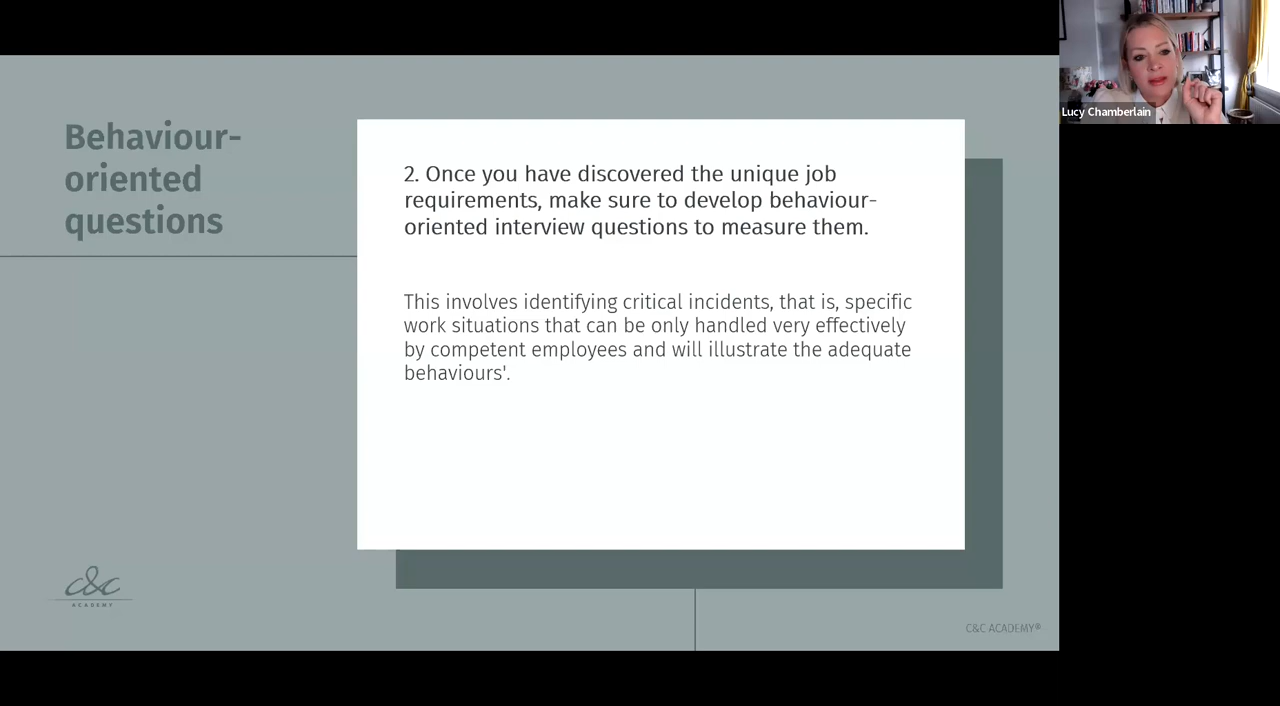 Behaviour-
oriented
questions
2. Once you have discovered the unique job
requirements, make sure to develop behaviour-
oriented interview questions to measure them.
This involves identifying critical incidents, that is, specific
work situations that can be only handled very effectively
by competent employees and will illustrate the adequate
behaviours'.
c&c
ACADEMY
C&C ACADEMY®
Lucy Chamberlain